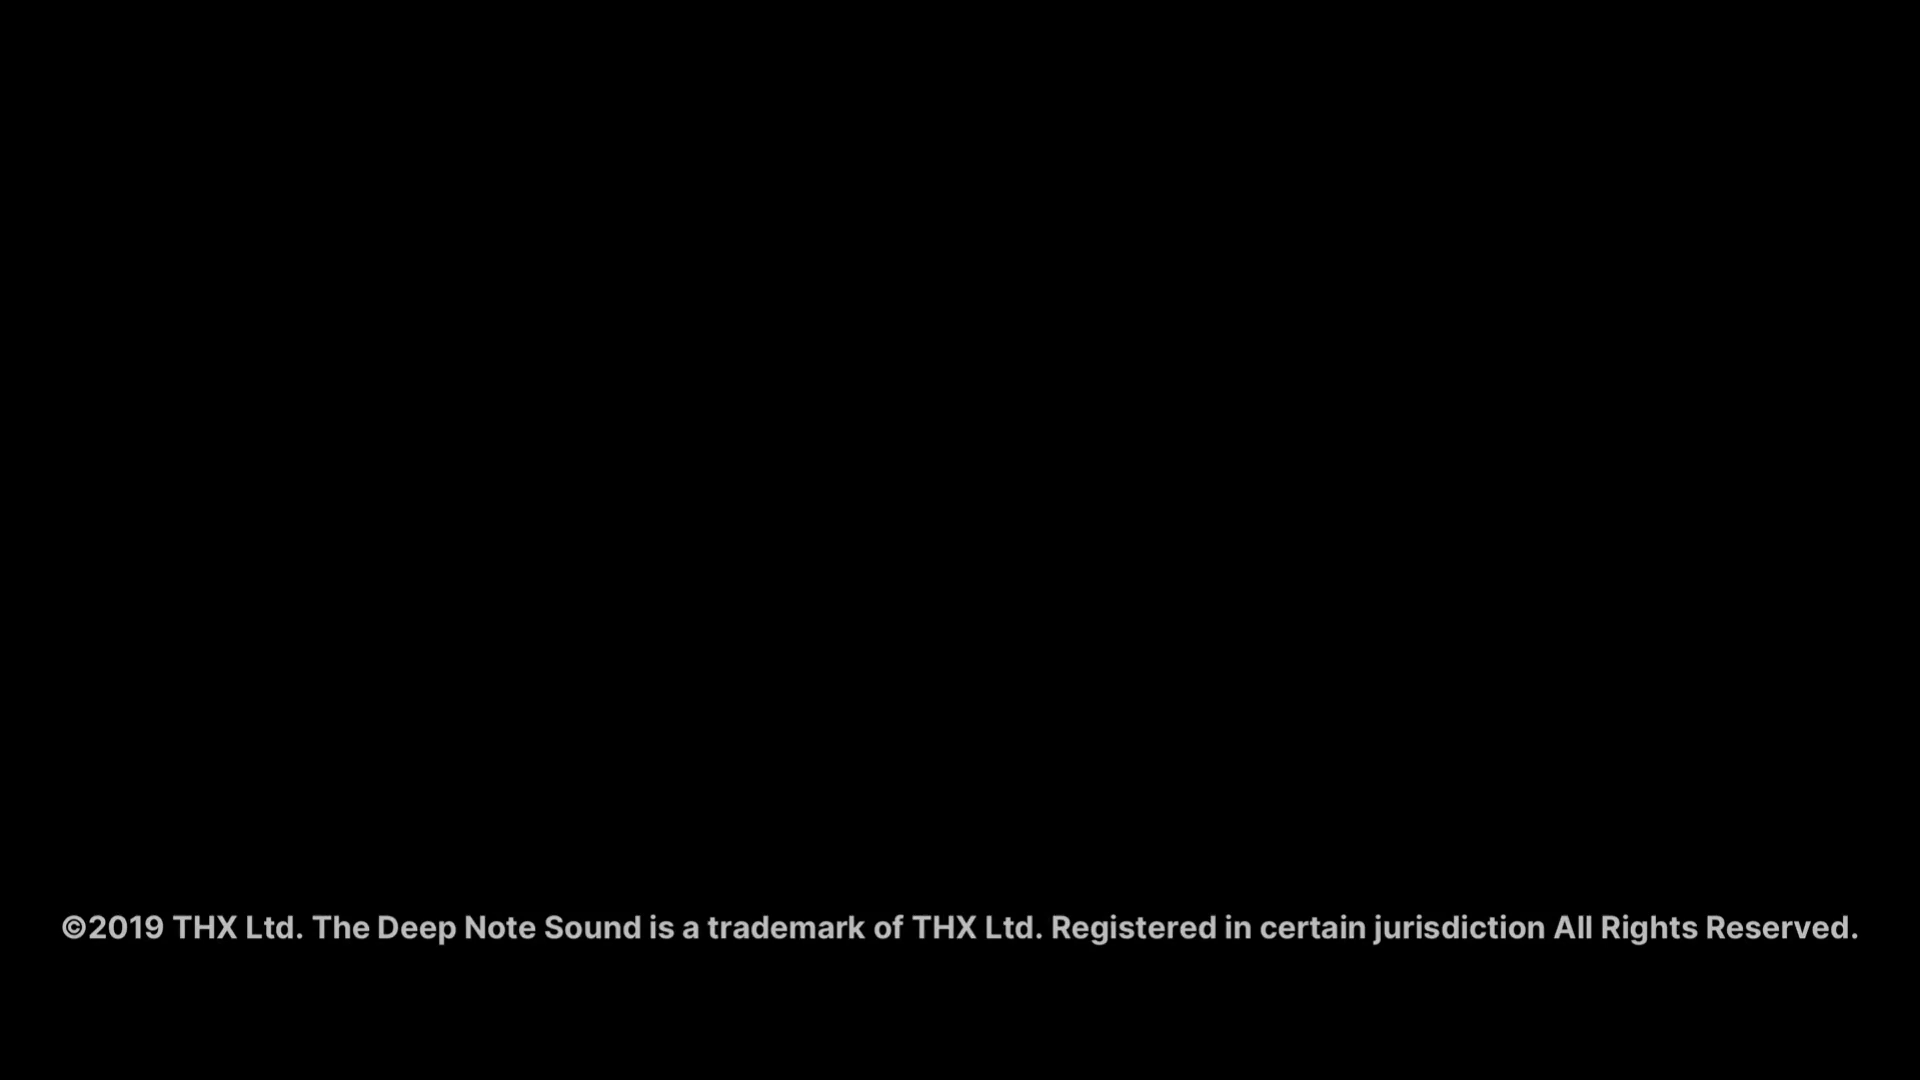 ©2019 THX Ltd. The Deep Note Sound is a trademark of THX Ltd. Registered in certain jurisdiction All Rights Reserved.